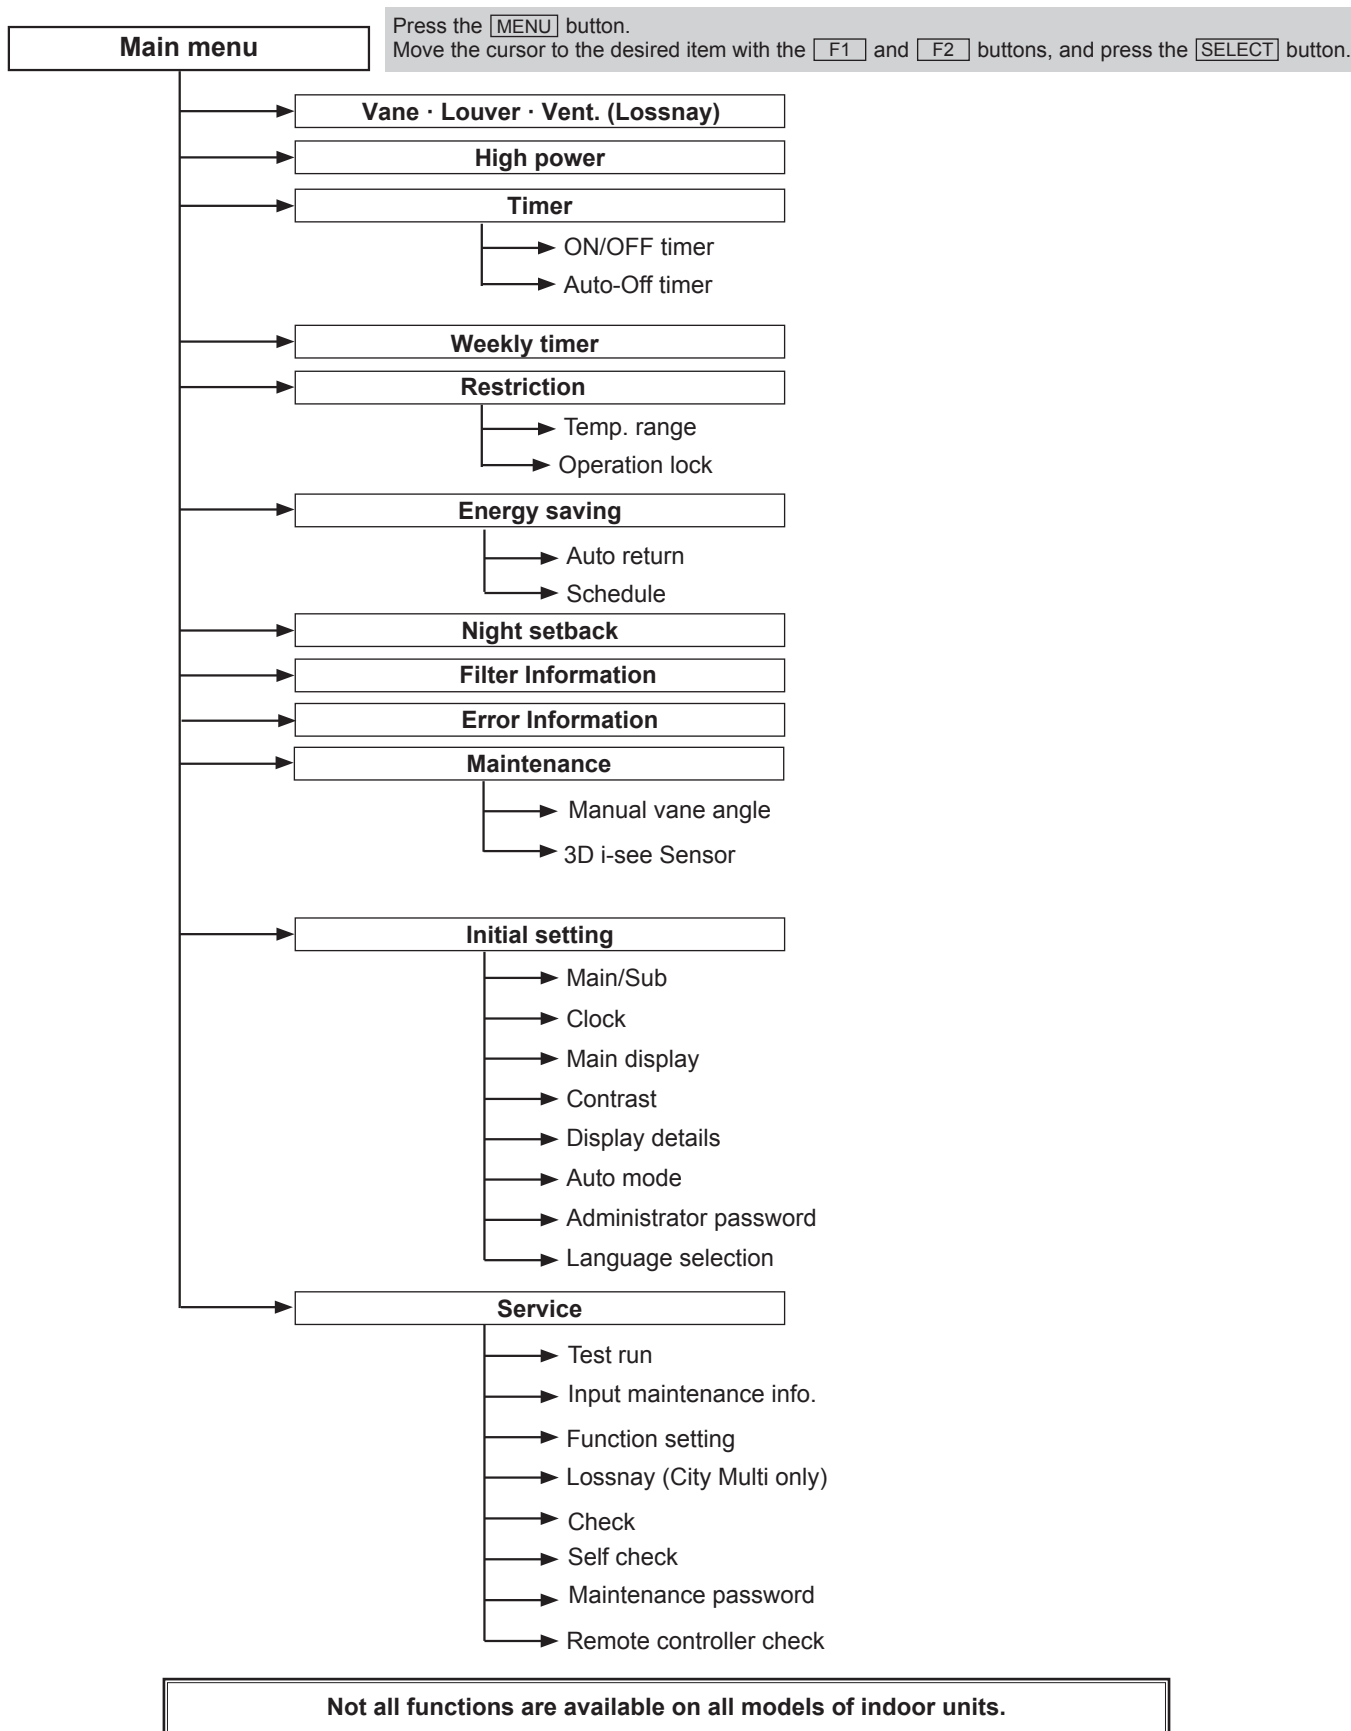 Main menu
Press the MENU button.
Move the cursor to the desired item with the F1 and F2 buttons, and press the SELECT button.
Vane · Louver · Vent. (Lossnay)
High power
Timer
ON/OFF timer
Auto-Off timer
Weekly timer
Restriction
Temp. range
Operation lock
Energy saving
Auto return
Schedule
Night setback
Filter Information
Error Information
Maintenance
Manual vane angle
3D i-see Sensor
Initial setting
Main/Sub
Clock
Main display
Contrast
Display details
Auto mode
Administrator password
Language selection
Service
Test run
Input maintenance info.
Function setting
Lossnay (City Multi only)
Check
Self check
Maintenance password
Remote controller check
Not all functions are available on all models of indoor units.